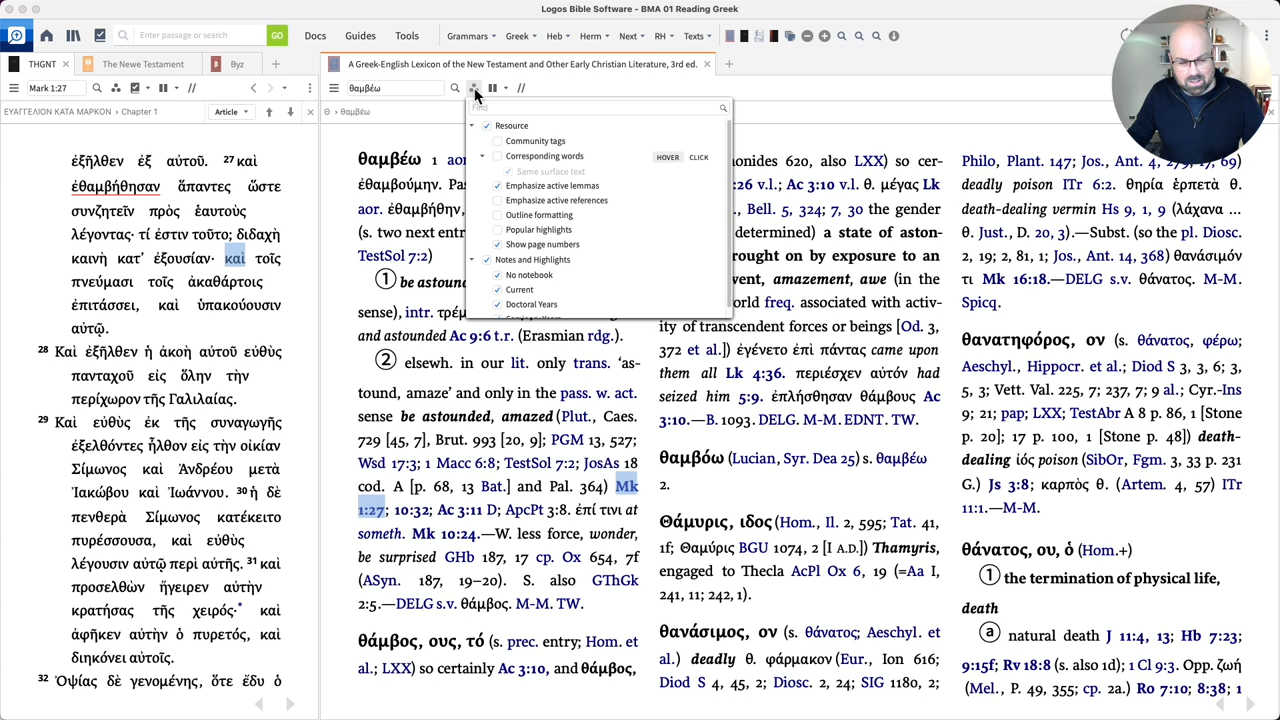 Logos Bible Software - BMA 01 Reading Greek
Enter passage or search
GO
Docs
Guides
Tools
Grammars
Greek
Heb
Herm
Next
RH
Texts
THGNT
The Newe Testament
Byz
A Greek-English Lexicon of the New Testament and Other Early Christian Literature, 3rd ed.
Mark 1:27
θαμβέω
ΕΥΑΓΓΕΛΙΟΝ ΚΑΤΑ ΜΑΡΚΟΝ > Chapter 1
Article
Θ > θαμβέω
ἐξῆλθεν ἐξ αὐτοῦ. 27 καὶ
ἐθαμβήθησαν ἅπαντες ὥστε
συνζητεῖν πρὸς ἑαυτοὺς
λέγοντας· τί ἐστιν τοῦτο; διδαχὴ
καινὴ κατ’ ἐξουσίαν· καὶ τοῖς
πνεύμασι τοῖς ἀκαθάρτοις
ἐπιτάσσει, καὶ ὑπακούουσιν
αὐτῷ.
28 Καὶ ἐξῆλθεν ἡ ἀκοὴ αὐτοῦ εὐθὺς
πανταχοῦ εἰς ὅλην τὴν
περίχωρον τῆς Γαλιλαίας.
29 Καὶ εὐθὺς ἐκ τῆς συναγωγῆς
ἐξελθόντες ἦλθον εἰς τὴν οἰκίαν
Σίμωνος καὶ Ἀνδρέου μετὰ
Ἰακώβου καὶ Ἰωάννου. 30 ἡ δὲ
πενθερὰ Σίμωνος κατέκειτο
πυρέσσουσα, καὶ εὐθὺς
λέγουσιν αὐτῷ περὶ αὐτῆς. 31 καὶ
προσελθὼν ἤγειρεν αὐτὴν
κρατήσας τῆς χειρός·* καὶ
ἀφῆκεν αὐτὴν ὁ πυρετός, καὶ
διηκόνει αὐτοῖς.
32 Ὀψίας δὲ γενομένης, ὅτε ἔδυ ὁ
θαμβέω 1 aor
ἐθαμβούμην. Pas
aor. ἐθαμβήθην,
(s. two next entr
TestSol 7:2)
① be astoun
sense), intr. τρέμ
and astounded Ac 9:6 t.r. (Erasmian rdg.).
② elsewh. in our lit. only trans. ‘as-
tound, amaze’ and only in the pass. w. act.
sense be astounded, amazed (Plut., Caes.
729 [45, 7], Brut. 993 [20, 9]; PGM 13, 527;
Wsd 17:3; 1 Macc 6:8; TestSol 7:2; JosAs 18
cod. A [p. 68, 13 Bat.] and Pal. 364) Mk
1:27; 10:32; Ac 3:11 D; ApcPt 3:8. ἐπί τινι at
someth. Mk 10:24.—W. less force, wonder,
be surprised GHb 187, 17 cp. Ox 654, 7f
(ASyn. 187, 19–20). S. also GThGk
2:5.—DELG s.v. θάμβος. M-M. TW.
θάμβος, ους, τό (s. prec. entry; Hom. et
al.; LXX) so certainly Ac 3:10, and θάμβος,
Find
Resource
Community tags
Corresponding words HOVER CLICK
Same surface text
Emphasize active lemmas
Emphasize active references
Outline formatting
Popular highlights
Show page numbers
Notes and Highlights
No notebook
Current
Doctoral Years
onides 620, also LXX) so cer-
:26 v.l.; Ac 3:10 v.l. θ. μέγας Lk
., Bell. 5, 324; 7, 30 the gender
determined) a state of aston-
rought on by exposure to an
vent, amazement, awe (in the
orld freq. associated with activ-
ity of transcendent forces or beings [Od. 3,
372 et al.]) ἐγένετο ἐπὶ πάντας came upon
them all Lk 4:36. περιέσχεν αὐτόν had
seized him 5:9. ἐπλήσθησαν θάμβους Ac
3:10.—B. 1093. DELG. M-M. EDNT. TW.
θαμβόω (Lucian, Syr. Dea 25) s. θαμβέω
2.
Θάμυρις, ιδος (Hom., Il. 2, 595; Tat. 41,
1f; Θαμύρις BGU 1074, 2 [I A.D.]) Thamyris,
engaged to Thecla AcPl Ox 6, 19 (=Aa I,
241, 11; 242, 1).
θανάσιμος, ον (s. θάνατος; Aeschyl. et
al.) deadly θ. φάρμακον (Eur., Ion 616;
Diod S 4, 45, 2; Diosc. 2, 24; SIG 1180, 2;
Philo, Plant. 147; Jos., Ant. 4, 279; 17, 69)
deadly poison ITr 6:2. θηρία ἑρπετὰ θ.
death-dealing vermin Hs 9, 1, 9 (λάχανα …
θ. Just., D. 20, 3).—Subst. (so the pl. Diosc.
2, 19; 2, 81, 1; Jos., Ant. 14, 368) θανάσιμόν
τι Mk 16:18.—DELG s.v. θάνατος. M-M.
Spicq.
θανατηφόρος, ον (s. θάνατος, φέρω;
Aeschyl., Hippocr. et al.; Diod S 3, 3, 6; 3,
5, 3; Vett. Val. 225, 7; 237, 7; 9 al.; Cyr.-Ins
9; 21; pap; LXX; TestAbr A 8 p. 86, 1 [Stone
p. 20]; 17 p. 100, 1 [Stone p. 48]) death-
dealing ἰός poison (SibOr, Fgm. 3, 33 p. 231
G.) Js 3:8; καρπὸς θ. (Artem. 4, 57) ITr
11:1.—M-M.
θάνατος, ου, ὁ (Hom.+)
① the termination of physical life,
death
ⓐ natural death J 11:4, 13; Hb 7:23;
9:15f; Rv 18:8 (s. also 1d); 1 Cl 9:3. Opp. ζωή
(Mel., P. 49, 355; cp. 2a.) Ro 7:10; 8:38; 1